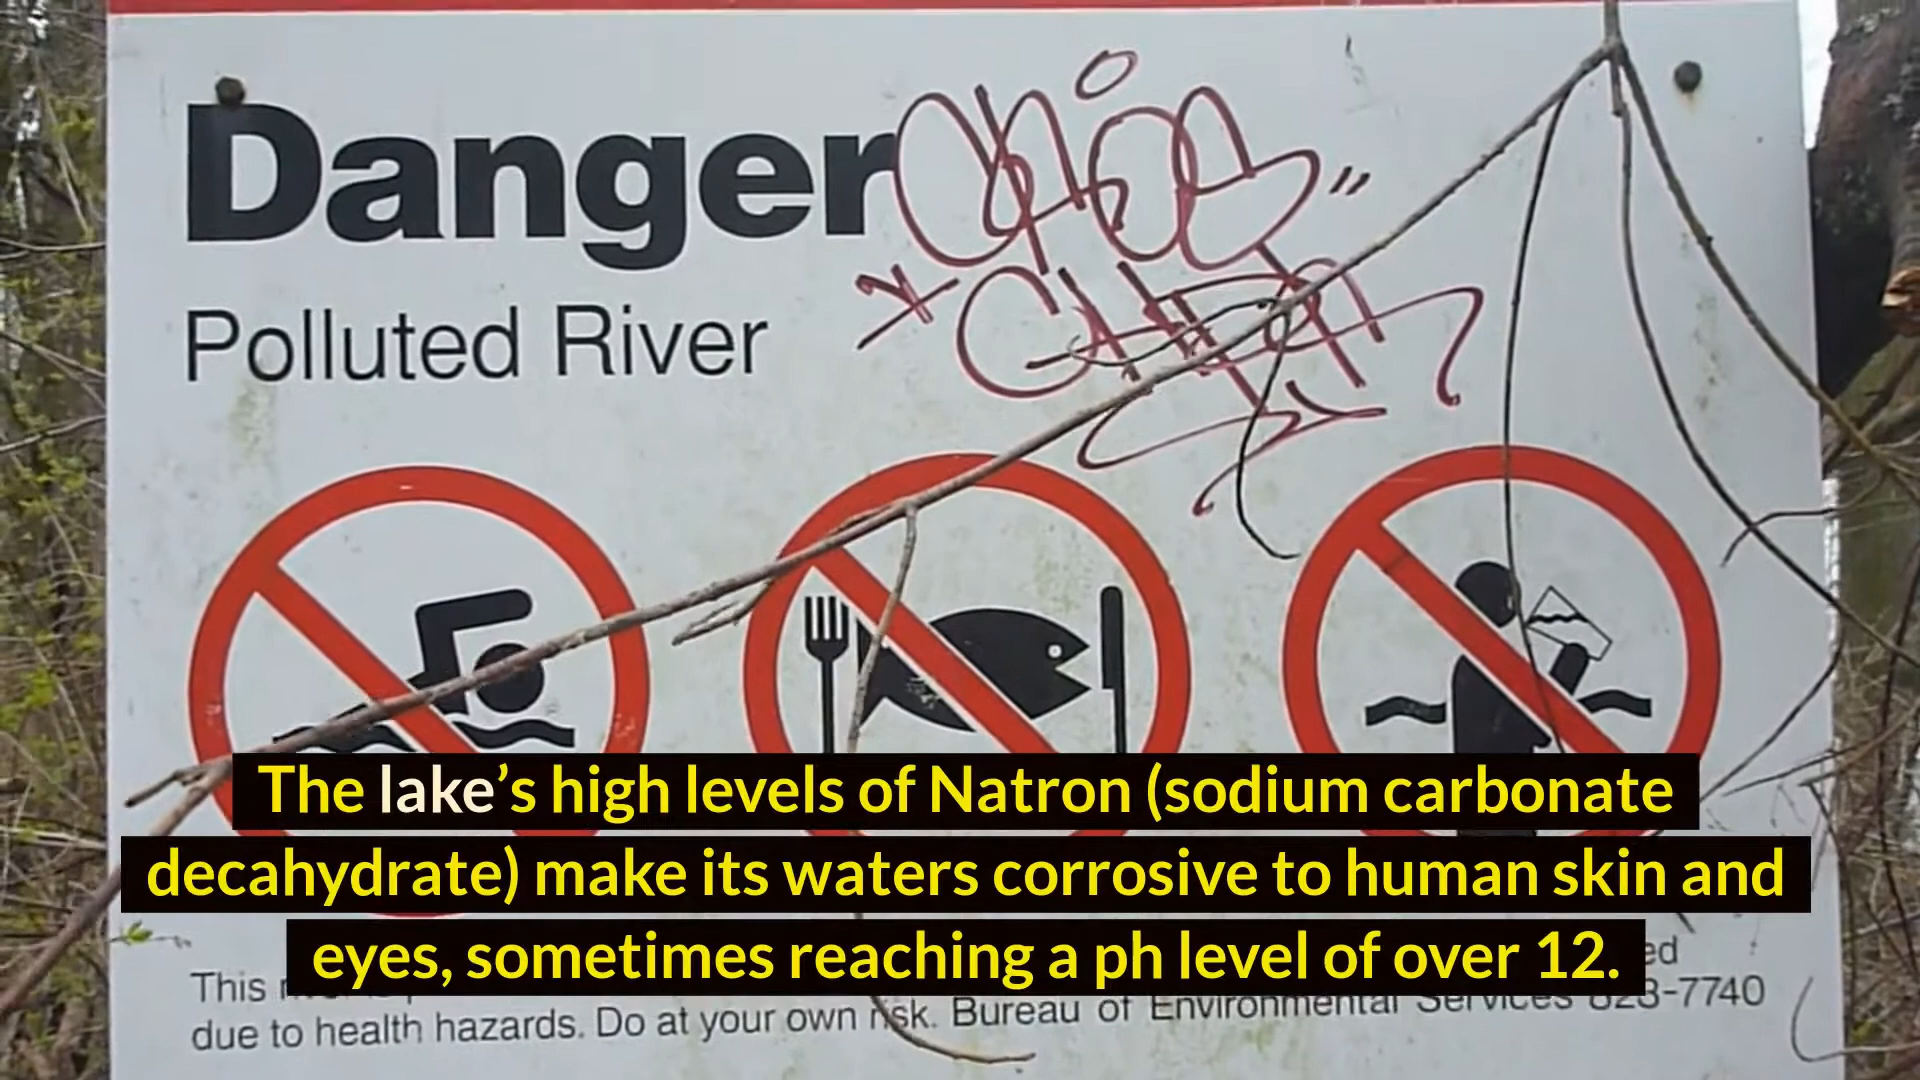 Danger
Polluted River
The lake’s high levels of Natron (sodium carbonate
decahydrate) make its waters corrosive to human skin and
eyes, sometimes reaching a ph level of over 12.
This
due to health hazards. Do at your own risk. Bureau of Environmental Services 823-7740